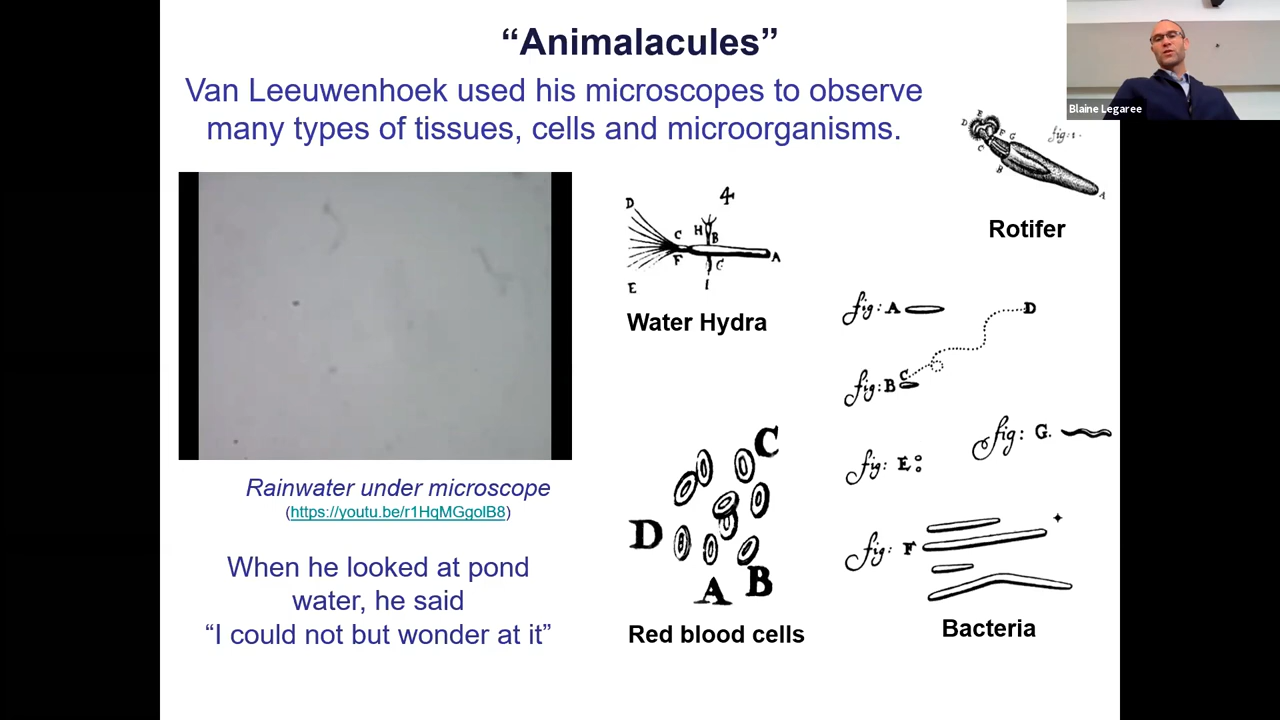 “Animalacules”
Van Leeuwenhoek used his microscopes to observe
many types of tissues, cells and microorganisms.
Blaine Legaree
D E F G fig: 1.
C B A
Rotifer
D 4
C H B
E F G A
I
Water Hydra
fig: A D
fig: B C
fig: G.
fig: E
fig: F
Bacteria
C
D
A B
Red blood cells
Rainwater under microscope
(https://youtu.be/r1HqMGgolB8)
When he looked at pond
water, he said
“I could not but wonder at it”